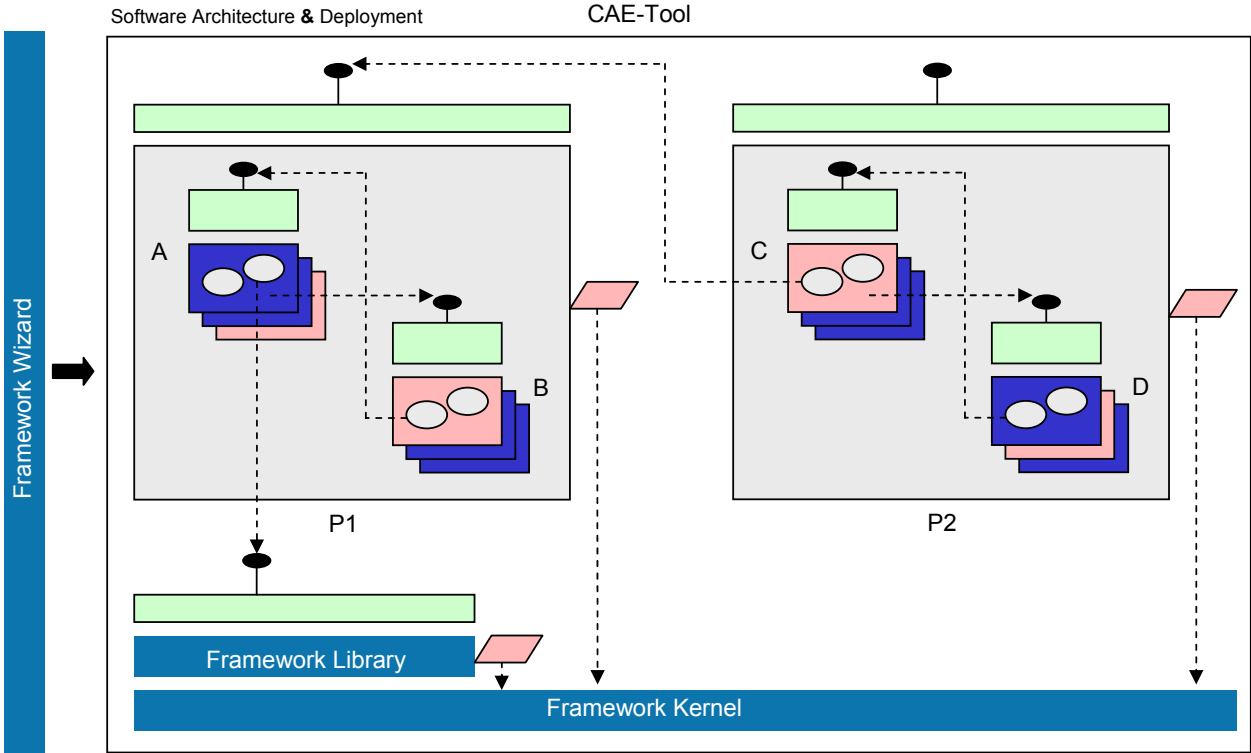 Software Architecture & Deployment
CAE-Tool
Framework Wizard
A
B
C
D
P1
P2
Framework Library
Framework Kernel